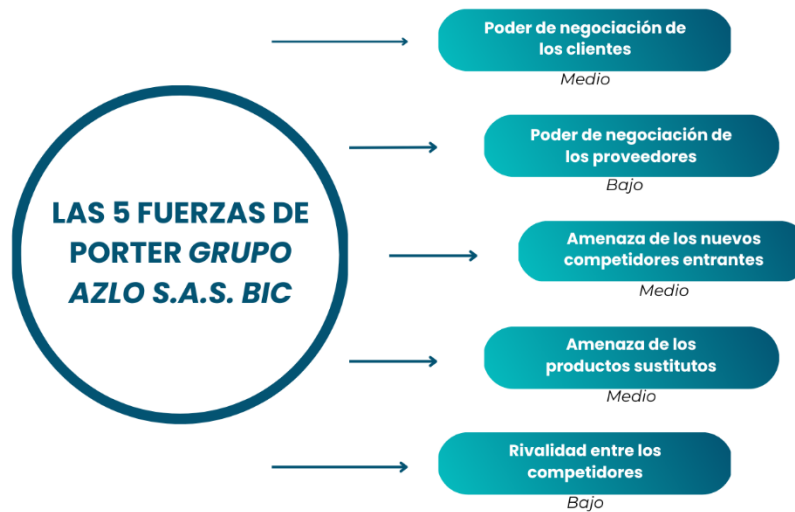 LAS 5 FUERZAS DE
PORTER GRUPO
AZLO S.A.S. BIC
Poder de negociación de
los clientes
Medio
Poder de negociación de
los proveedores
Bajo
Amenaza de los nuevos
competidores entrantes
Medio
Amenaza de los
productos sustitutos
Medio
Rivalidad entre los
competidores
Bajo